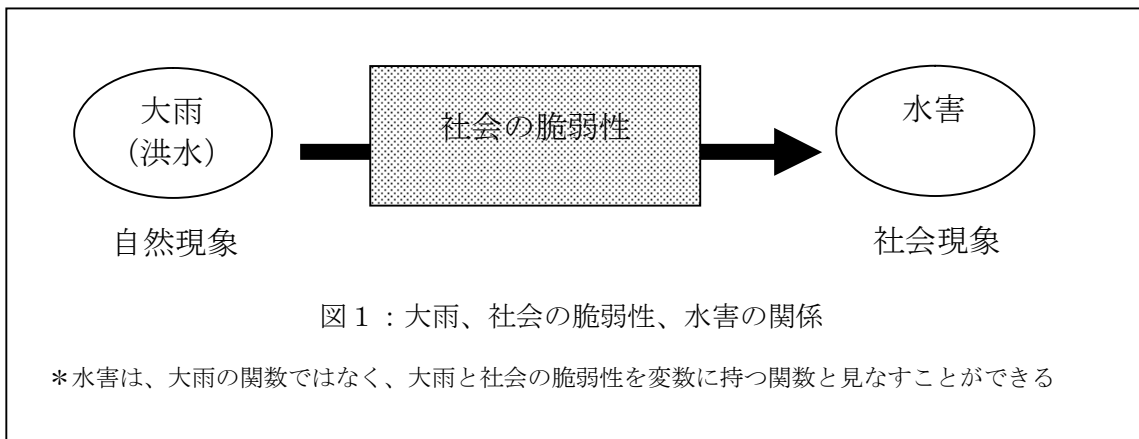 大雨
(洪水)
社会の脆弱性
水害
自然現象
社会現象
図1:大雨、社会の脆弱性、水害の関係
*水害は、大雨の関数ではなく、大雨と社会の脆弱性を変数に持つ関数と見なすことができる